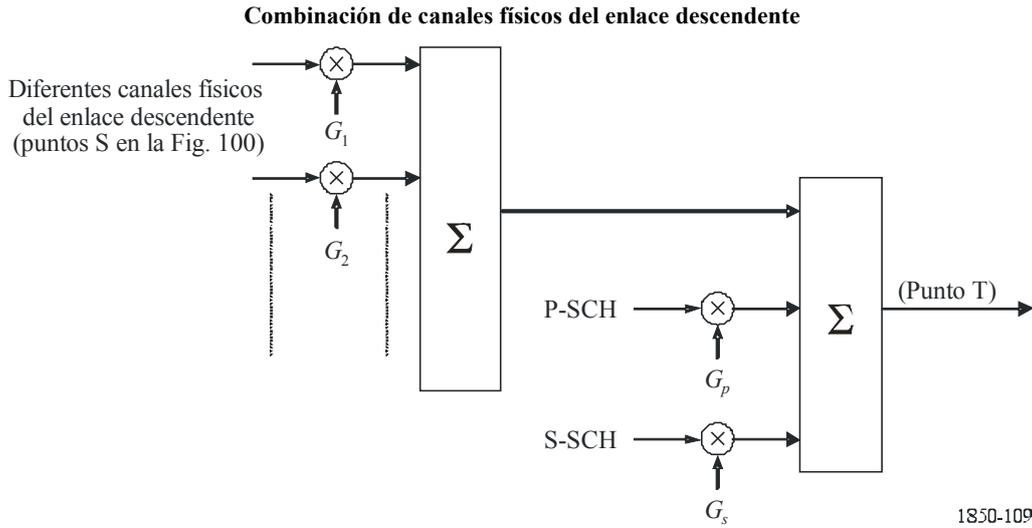 Combinación de canales físicos del enlace descendente
Diferentes canales físicos
del enlace descendente
(puntos S en la Fig. 100)
G1
G2
Σ
P-SCH
Gp
S-SCH
Gs
Σ
(Punto T)
1850-109